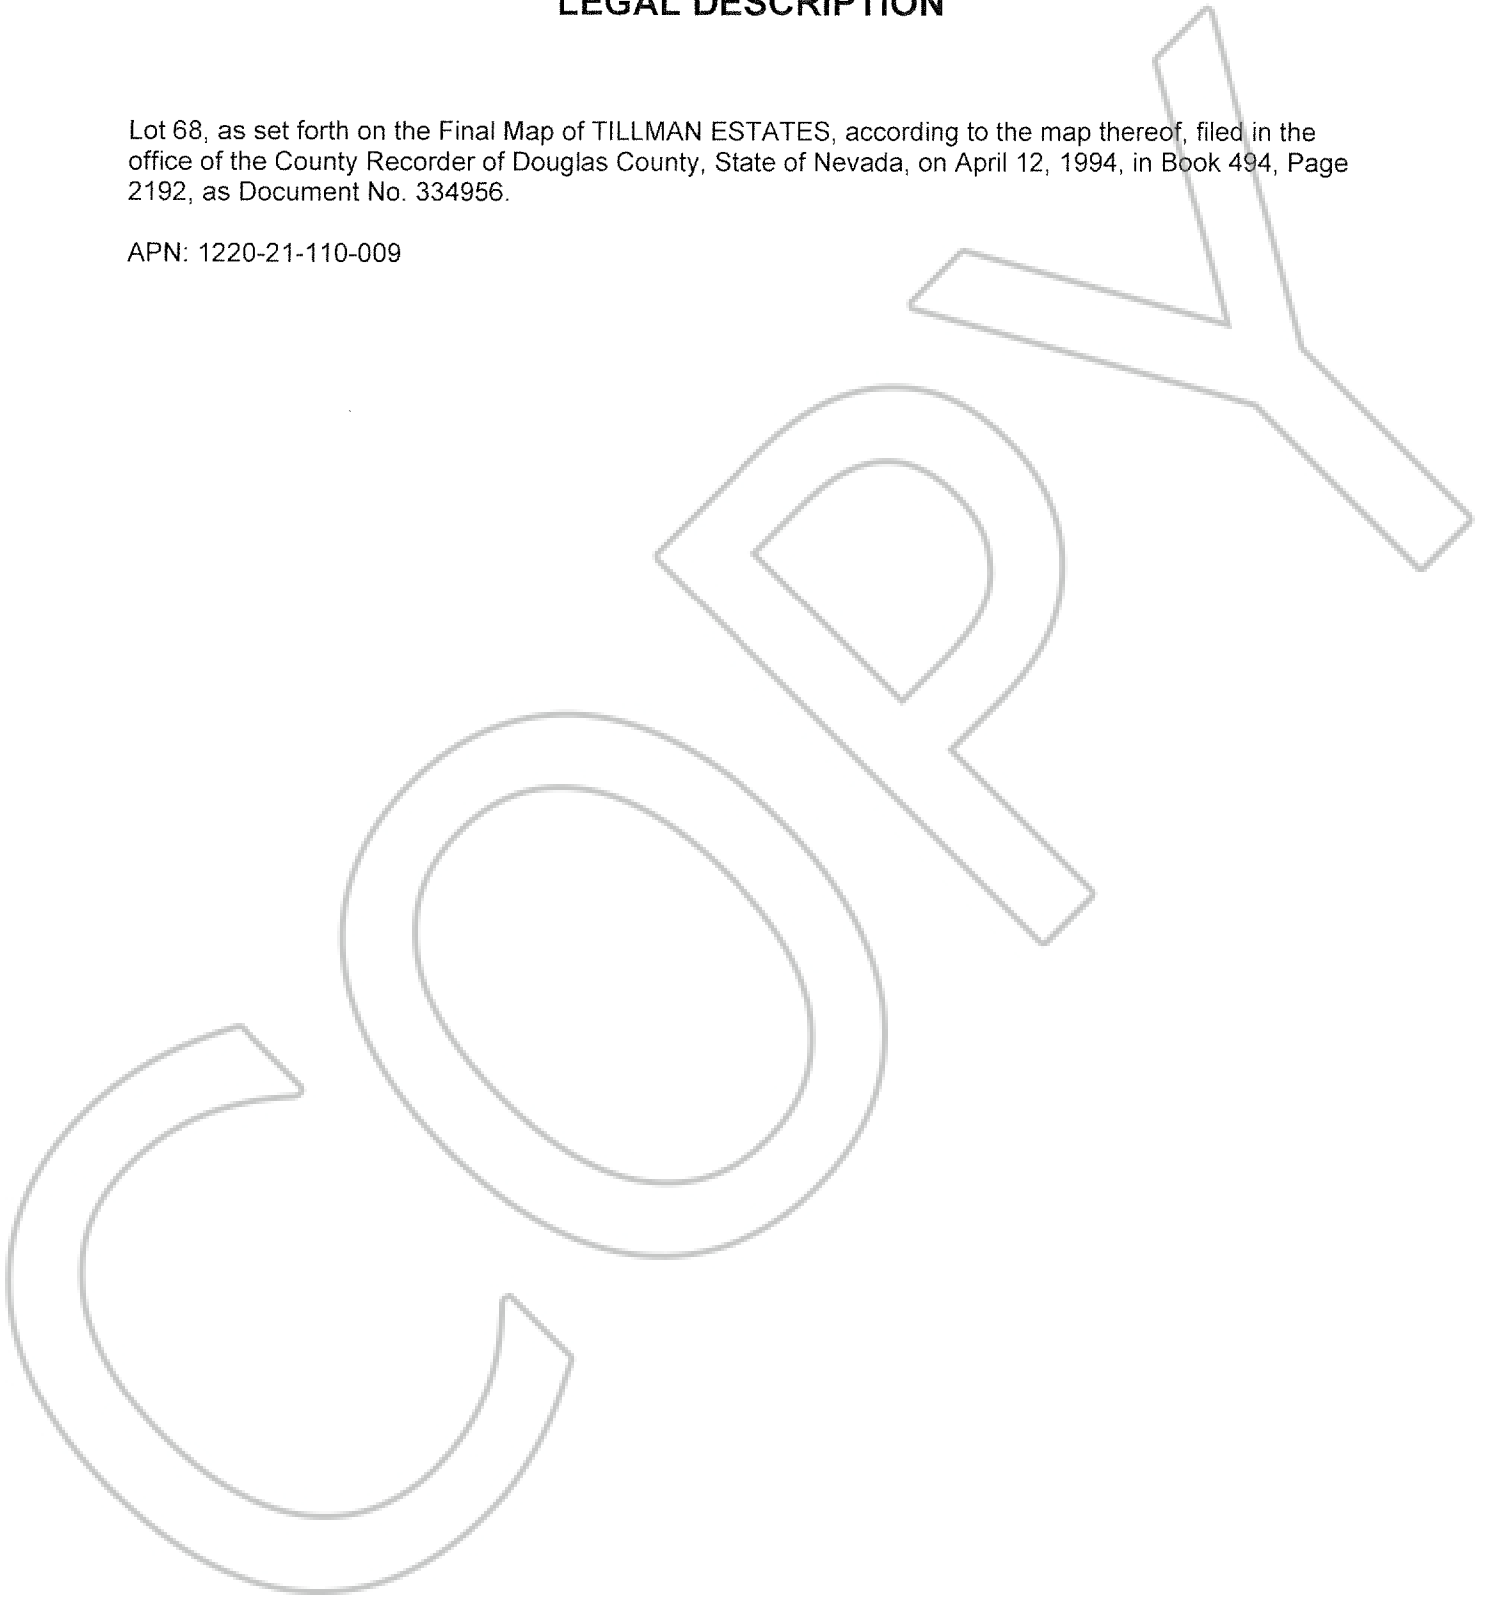 LEGAL DESCRIPTION
Lot 68, as set forth on the Final Map of TILLMAN ESTATES, according to the map thereof, filed in the
office of the County Recorder of Douglas County, State of Nevada, on April 12, 1994, in Book 494, Page
2192, as Document No. 334956.
APN: 1220-21-110-009
COPY